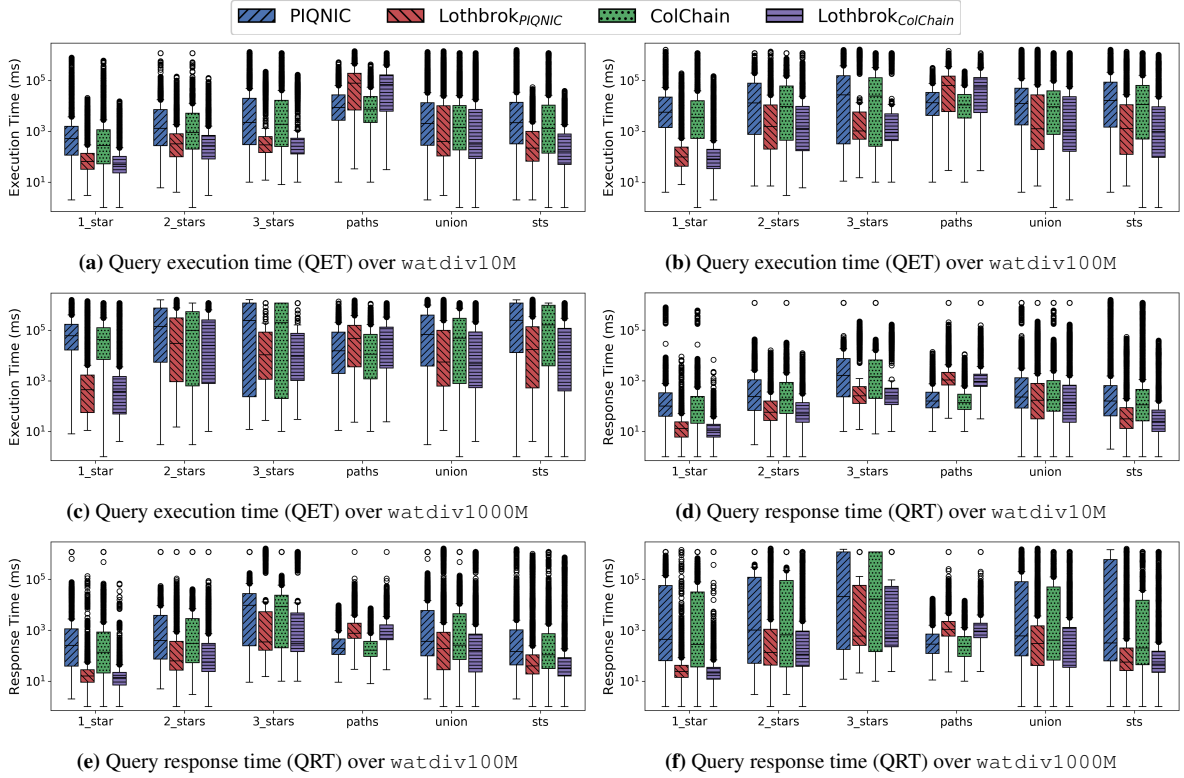 PIQNIC Lothbrok_PIQNIC ColChain Lothbrok_ColChain
Execution Time (ms)
10^5
10^3
10^1
1_star 2_stars 3_stars paths union sts
(a) Query execution time (QET) over watdiv10M
Execution Time (ms)
10^5
10^3
10^1
1_star 2_stars 3_stars paths union sts
(b) Query execution time (QET) over watdiv100M
Execution Time (ms)
10^5
10^3
10^1
1_star 2_stars 3_stars paths union sts
(c) Query execution time (QET) over watdiv1000M
Response Time (ms)
10^5
10^3
10^1
1_star 2_stars 3_stars paths union sts
(d) Query response time (QRT) over watdiv10M
Response Time (ms)
10^5
10^3
10^1
1_star 2_stars 3_stars paths union sts
(e) Query response time (QRT) over watdiv100M
Response Time (ms)
10^5
10^3
10^1
1_star 2_stars 3_stars paths union sts
(f) Query response time (QRT) over watdiv1000M